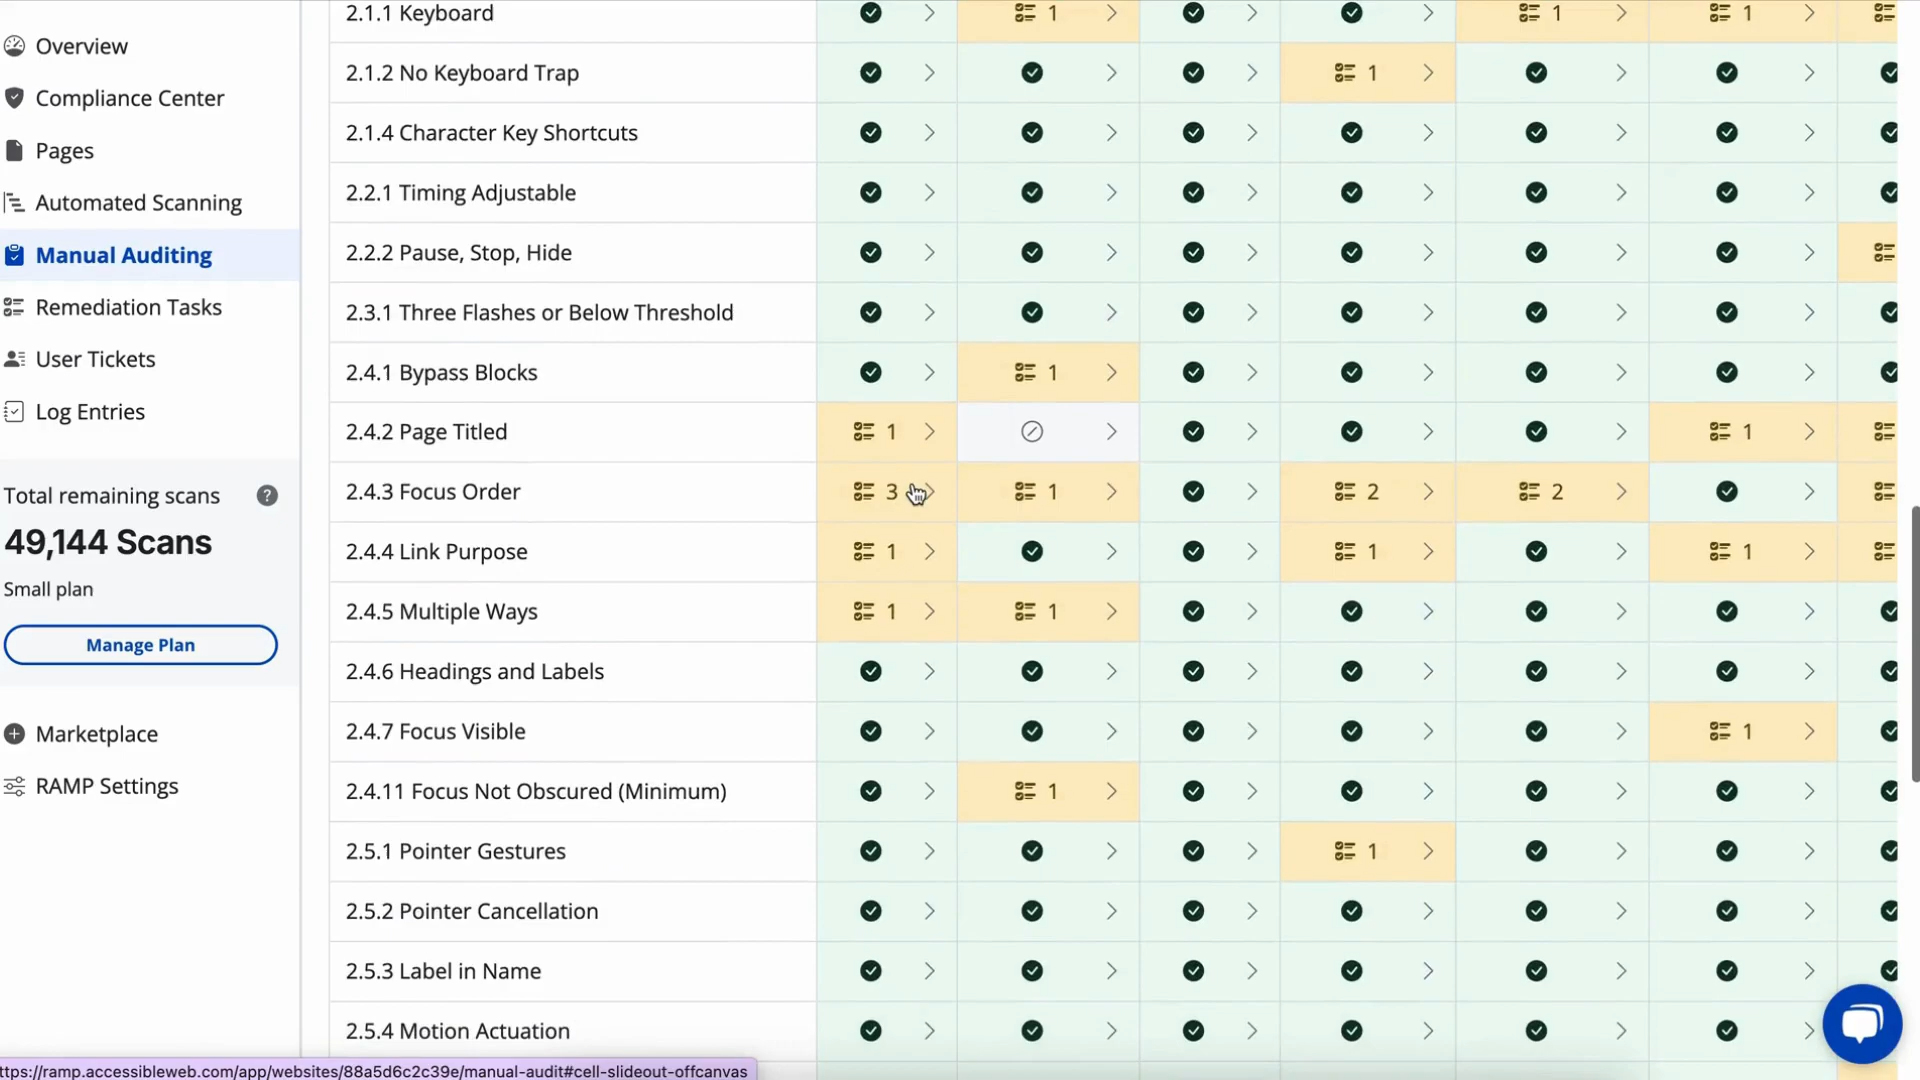 Overview
Compliance Center
Pages
Automated Scanning
Manual Auditing
Remediation Tasks
User Tickets
Log Entries
Total remaining scans ?
49,144 Scans
Small plan
Manage Plan
Marketplace
RAMP Settings
2.1.1 Keyboard 1 1 1
2.1.2 No Keyboard Trap 1
2.1.4 Character Key Shortcuts
2.2.1 Timing Adjustable
2.2.2 Pause, Stop, Hide
2.3.1 Three Flashes or Below Threshold
2.4.1 Bypass Blocks 1
2.4.2 Page Titled 1 1
2.4.3 Focus Order 3 1 2 2
2.4.4 Link Purpose 1 1 1
2.4.5 Multiple Ways 1 1
2.4.6 Headings and Labels
2.4.7 Focus Visible 1
2.4.11 Focus Not Obscured (Minimum) 1
2.5.1 Pointer Gestures 1
2.5.2 Pointer Cancellation
2.5.3 Label in Name
2.5.4 Motion Actuation
ttps://ramp.accessibleweb.com/app/websites/88a5d6c2c39e/manual-audit#cell-slideout-offcanvas